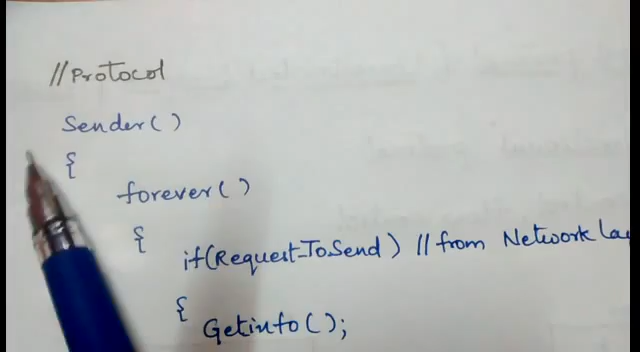 //Protocol
Sender()
{
forever()
{
if(Request-ToSend) //from Network
{
Getinfo();